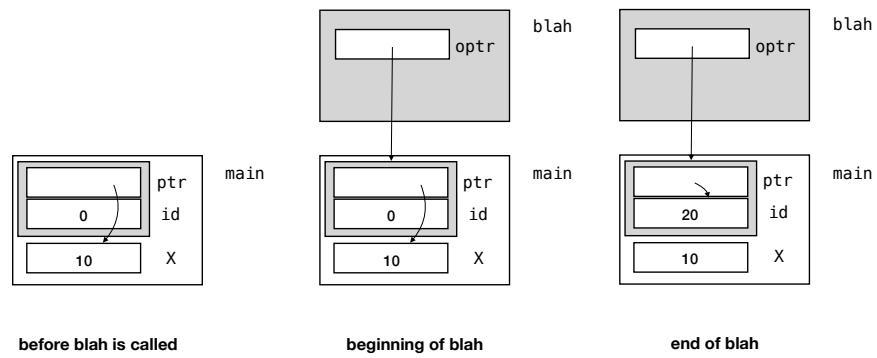 blah
optr
blah
optr
main
ptr
0
id
10
X
main
ptr
0
id
10
X
main
ptr
20
id
10
X
before blah is called
beginning of blah
end of blah